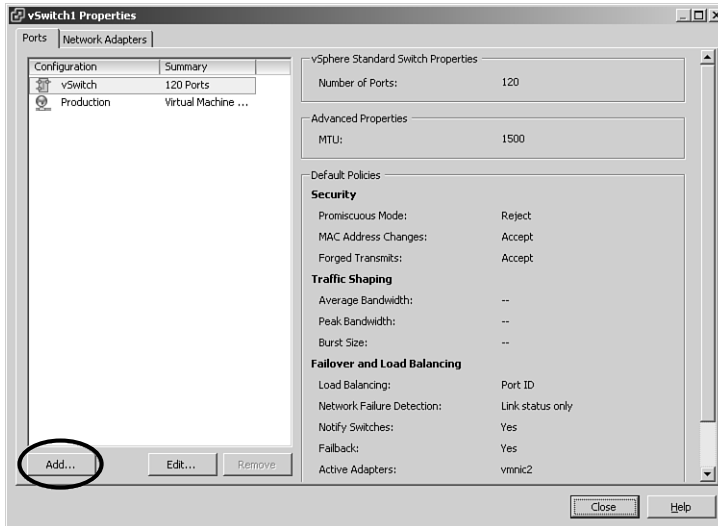 vSwitch1 Properties
Ports Network Adapters
Configuration Summary
vSwitch 120 Ports
Production Virtual Machine ...
Add... Edit... Remove
vSphere Standard Switch Properties
Number of Ports: 120
Advanced Properties
MTU: 1500
Default Policies
Security
Promiscuous Mode: Reject
MAC Address Changes: Accept
Forged Transmits: Accept
Traffic Shaping
Average Bandwidth: --
Peak Bandwidth: --
Burst Size: --
Failover and Load Balancing
Load Balancing: Port ID
Network Failure Detection: Link status only
Notify Switches: Yes
Failback: Yes
Active Adapters: vmnic2
Close Help